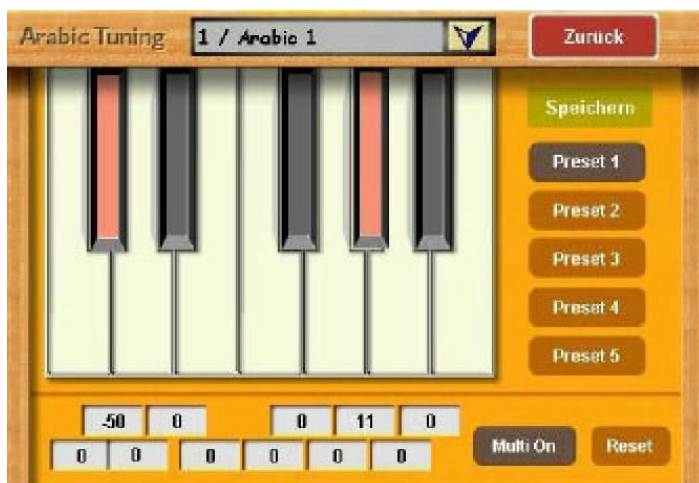 Arabic Tuning 1 / Arabic 1 Zurück
Speichern
Preset 1
Preset 2
Preset 3
Preset 4
Preset 5
-50 0 0 11 0
0 0 0 0 0 0
Multi On Reset